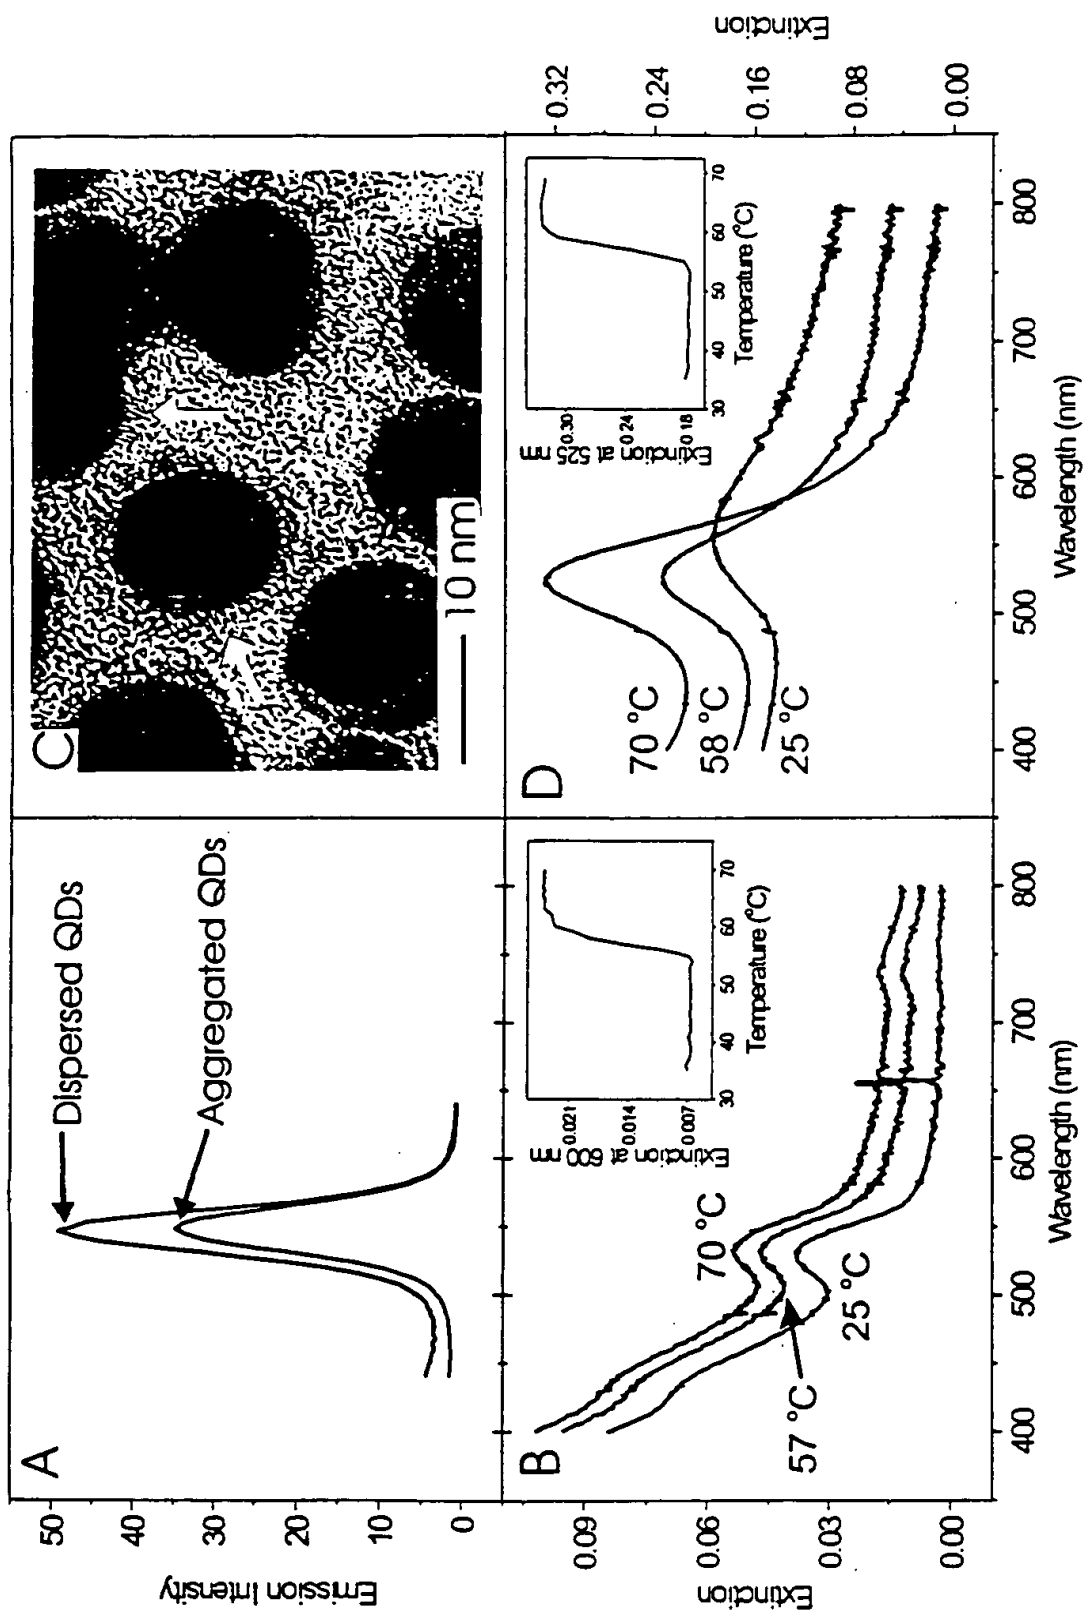 A
Dispersed QDs
Aggregated QDs
50
40
30
20
10
0
Emission Intensity
C
10 nm
B
0.09
0.06
0.03
0.00
Extinction
70 °C
57 °C
25 °C
400
500
600
700
800
Wavelength (nm)
0.021
0.014
0.007
Extinction at 600 nm
30
40
50
60
70
Temperature (°C)
D
70 °C
58 °C
25 °C
400
500
600
700
800
Wavelength (nm)
0.32
0.24
0.16
0.08
0.00
Extinction
0.30
0.24
0.18
Extinction at 525 nm
30
40
50
60
70
Temperature (°C)